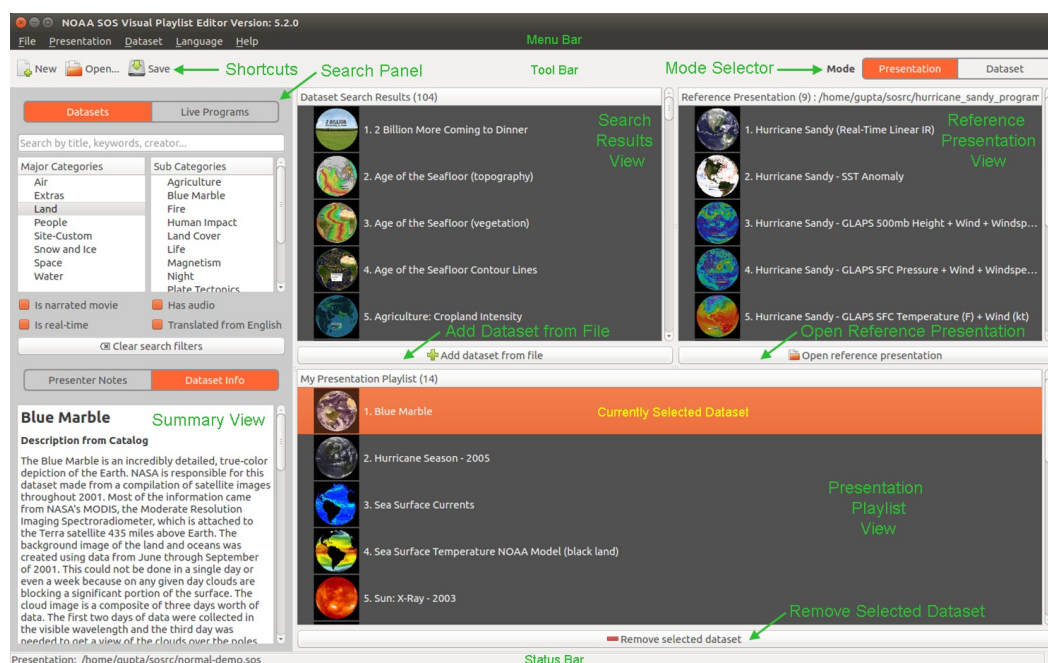 NOAA SOS Visual Playlist Editor Version: 5.2.0
File Presentation Dataset Language Help
Menu Bar
New Open... Save
Shortcuts
Search Panel
Tool Bar
Mode Selector
Mode Presentation Dataset
Datasets Live Programs
Search by title, keywords, creator...
Major Categories
Air
Extras
Land
People
Site-Custom
Snow and Ice
Space
Water
Sub Categories
Agriculture
Blue Marble
Fire
Human Impact
Land Cover
Life
Magnetism
Night
Plate Tectonics
Is narrated movie Has audio
Is real-time Translated from English
Clear search filters
Dataset Search Results (104)
1. 2 Billion More Coming to Dinner
2. Age of the Seafloor (topography)
3. Age of the Seafloor (vegetation)
4. Age of the Seafloor Contour Lines
5. Agriculture: Cropland Intensity
Search
Results
View
Add Dataset from File
Add dataset from file
Reference Presentation (9) : /home/gupta/sosrc/hurricane_sandy_program
1. Hurricane Sandy (Real-Time Linear IR)
2. Hurricane Sandy - SST Anomaly
3. Hurricane Sandy - GLAPS 500mb Height + Wind + Windsp...
4. Hurricane Sandy - GLAPS SFC Pressure + Wind + Windspe...
5. Hurricane Sandy - GLAPS SFC Temperature (F) + Wind (kt)
Reference
Presentation
View
Open Reference Presentation
Open reference presentation
Presenter Notes Dataset Info
Blue Marble
Summary View
Description from Catalog
The Blue Marble is an incredibly detailed, true-color
depiction of the Earth. NASA is responsible for this
dataset made from a compilation of satellite images
throughout 2001. Most of the information came
from NASA's MODIS, the Moderate Resolution
Imaging Spectroradiometer, which is attached to
the Terra satellite 435 miles above Earth. The
background image of the land and oceans was
created using data from June through September
of 2001. This could not be done in a single day or
even a week because on any given day clouds are
blocking a significant portion of the surface. The
cloud image is a composite of three days worth of
data. The first two days of data were collected in
the visible wavelength and the third day was
needed to get a view of the clouds over the poles
My Presentation Playlist (14)
1. Blue Marble
Currently Selected Dataset
2. Hurricane Season - 2005
3. Sea Surface Currents
4. Sea Surface Temperature NOAA Model (black land)
5. Sun: X-Ray - 2003
Presentation
Playlist
View
Remove Selected Dataset
Remove selected dataset
Presentation: /home/gupta/sosrc/normal-demo.sos
Status Bar